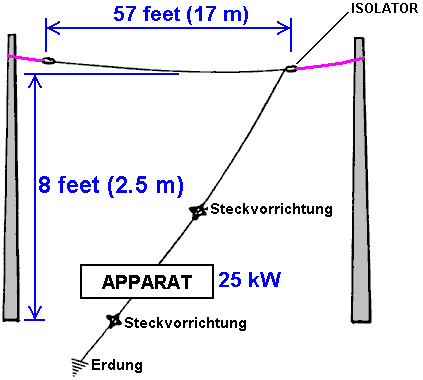 57 feet (17 m)
ISOLATOR
8 feet (2.5 m)
Steckvorrichtung
APPARAT
25 kW
Steckvorrichtung
Erdung